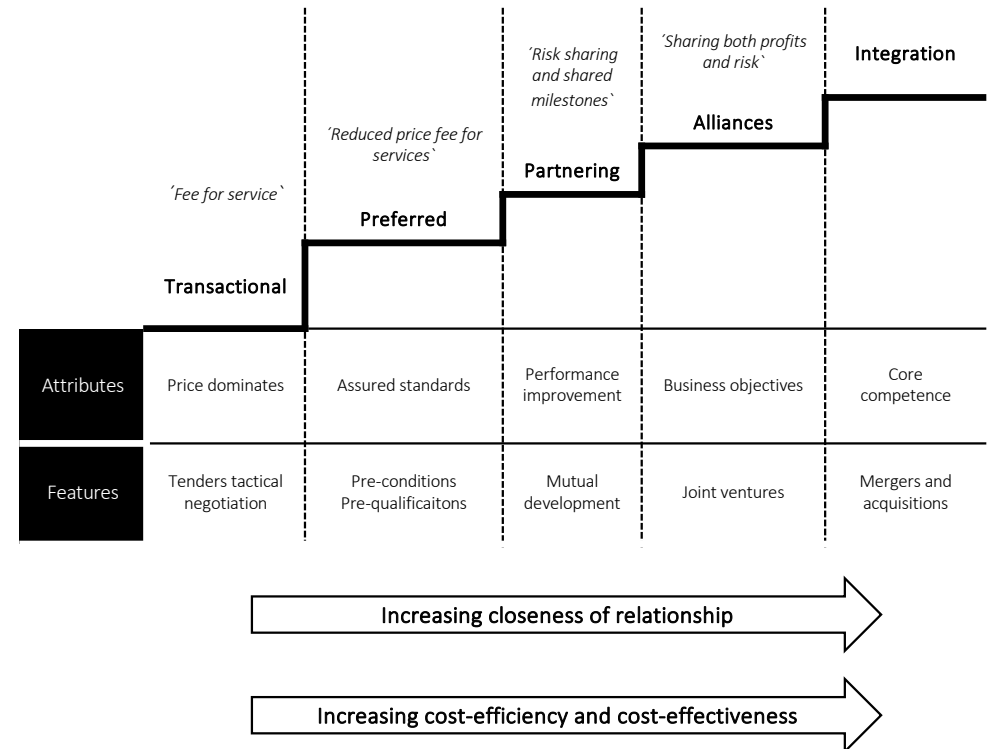 ´Fee for service`
Transactional
´Reduced price fee for
services`
Preferred
´Risk sharing
and shared
milestones`
Partnering
´Sharing both profits
and risk`
Alliances
Integration
Attributes
Price dominates
Assured standards
Performance
improvement
Business objectives
Core
competence
Features
Tenders tactical
negotiation
Pre-conditions
Pre-qualificaitons
Mutual
development
Joint ventures
Mergers and
acquisitions
Increasing closeness of relationship
Increasing cost-efficiency and cost-effectiveness